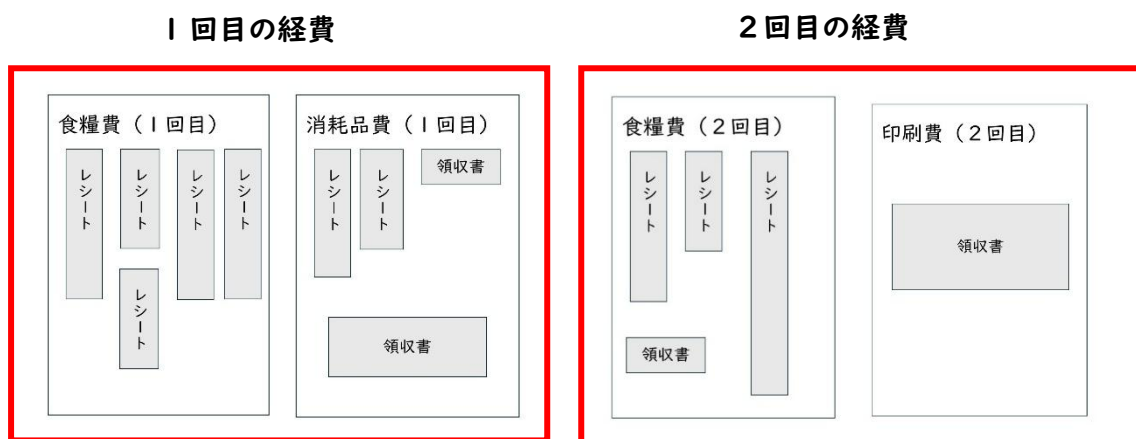 １回目の経費
２回目の経費
食糧費（１回目）
レシート
レシート
レシート
レシート
レシート
消耗品費（１回目）
レシート
レシート
領収書
領収書
食糧費（２回目）
レシート
レシート
レシート
領収書
印刷費（２回目）
領収書